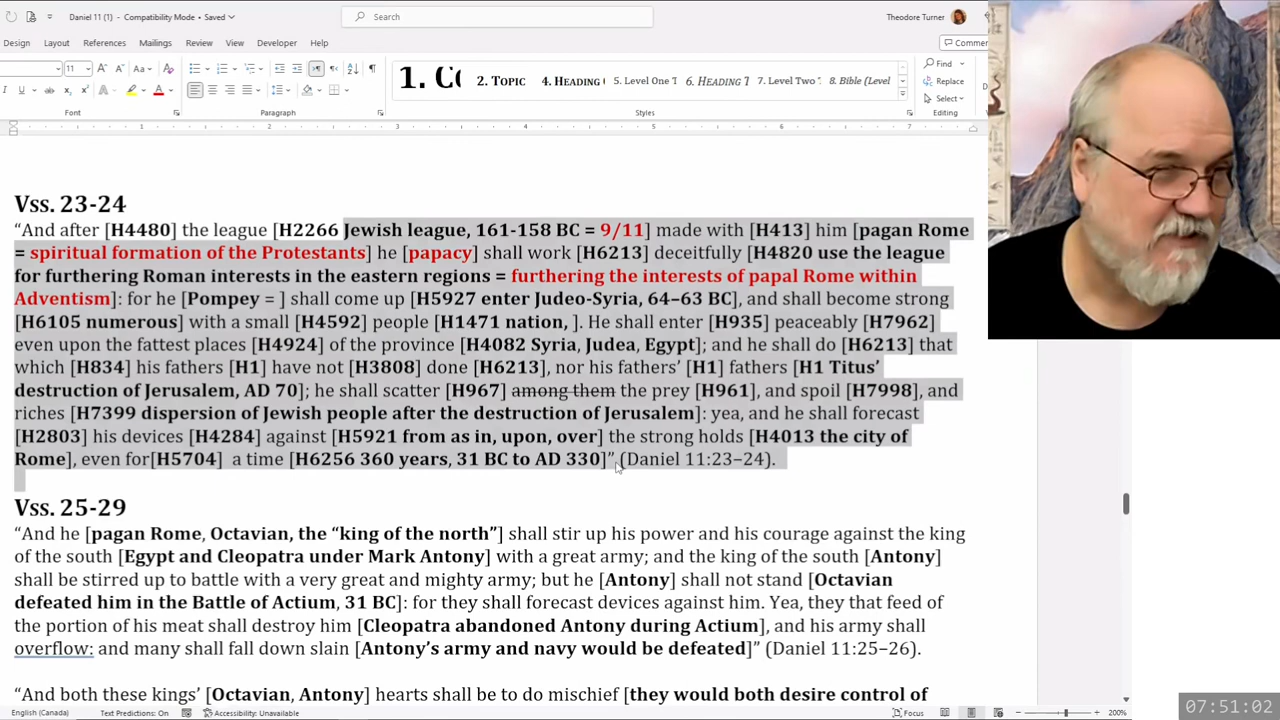 Daniel 11 (1) - Compatibility Mode • Saved
Search
Theodore Turner
Design Layout References Mailings Review View Developer Help
Comme
11
Aa
Find
Replace
Select
1. Co
2. Topic
4. Heading
5. Level One T
6. Heading T
7. Level Two
8. Bible (Level
Font
Paragraph
Styles
Editing
1 2 3 4 5 6 7
Vss. 23-24
“And after [H4480] the league [H2266 Jewish league, 161-158 BC = 9/11] made with [H413] him [pagan Rome
= spiritual formation of the Protestants] he [papacy] shall work [H6213] deceitfully [H4820 use the league
for furthering Roman interests in the eastern regions = furthering the interests of papal Rome within
Adventism]: for he [Pompey = ] shall come up [H5927 enter Judeo-Syria, 64–63 BC], and shall become strong
[H6105 numerous] with a small [H4592] people [H1471 nation, ]. He shall enter [H935] peaceably [H7962]
even upon the fattest places [H4924] of the province [H4082 Syria, Judea, Egypt]; and he shall do [H6213] that
which [H834] his fathers [H1] have not [H3808] done [H6213], nor his fathers’ [H1] fathers [H1 Titus’
destruction of Jerusalem, AD 70]; he shall scatter [H967] among them the prey [H961], and spoil [H7998], and
riches [H7399 dispersion of Jewish people after the destruction of Jerusalem]: yea, and he shall forecast
[H2803] his devices [H4284] against [H5921 from as in, upon, over] the strong holds [H4013 the city of
Rome], even for[H5704]  a time [H6256 360 years, 31 BC to AD 330]” (Daniel 11:23–24).
Vss. 25-29
“And he [pagan Rome, Octavian, the “king of the north”] shall stir up his power and his courage against the king
of the south [Egypt and Cleopatra under Mark Antony] with a great army; and the king of the south [Antony]
shall be stirred up to battle with a very great and mighty army; but he [Antony] shall not stand [Octavian
defeated him in the Battle of Actium, 31 BC]: for they shall forecast devices against him. Yea, they that feed of
the portion of his meat shall destroy him [Cleopatra abandoned Antony during Actium], and his army shall
overflow: and many shall fall down slain [Antony’s army and navy would be defeated]” (Daniel 11:25–26).
“And both these kings’ [Octavian, Antony] hearts shall be to do mischief [they would both desire control of
English (Canada)
Text Predictions: On
Accessibility: Unavailable
Focus
200%
07:51:02